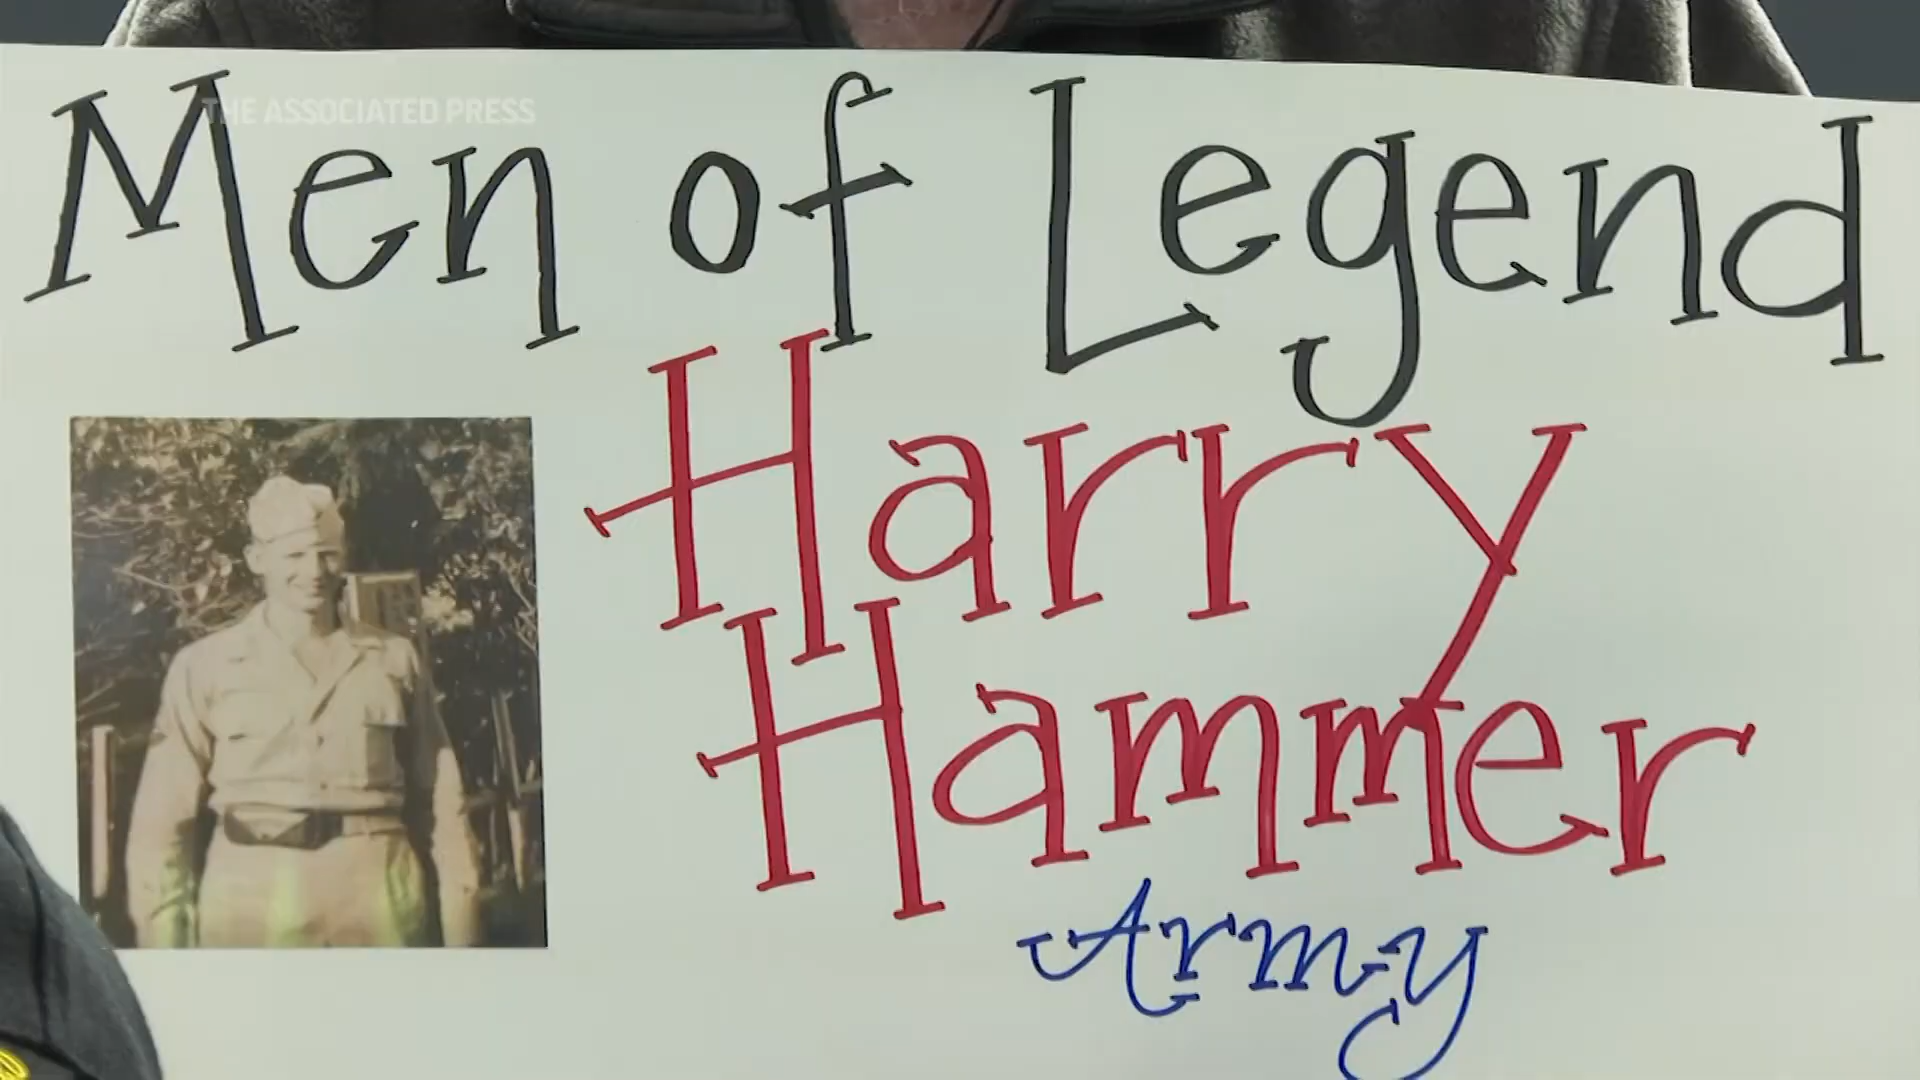 THE ASSOCIATED PRESS
Men of Legend
Harry
Hammer
Army